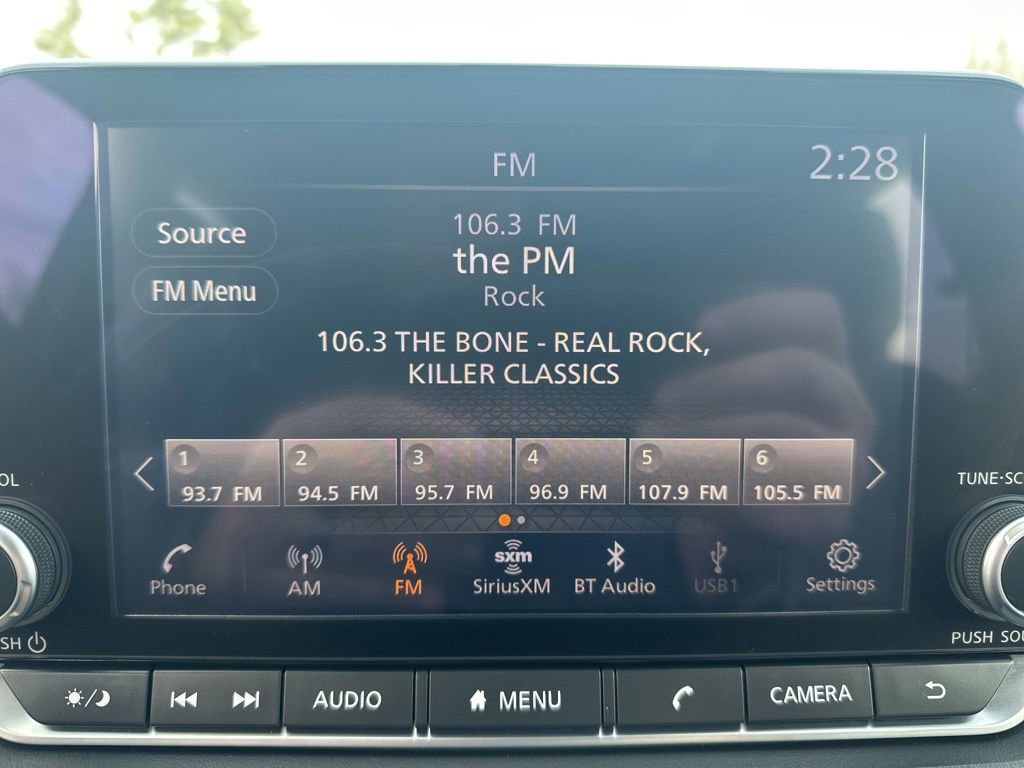 FM
2:28
Source
106.3 FM
the PM
FM Menu
Rock
106.3 THE BONE - REAL ROCK,
KILLER CLASSICS
1
2
3
4
5
6
93.7 FM
94.5 FM
95.7 FM
96.9 FM
107.9 FM
105.5 FM
OL
TUNE·SC
sxm
Phone
AM
FM
SiriusXM
BT Audio
USB1
Settings
SH
PUSH SOU
AUDIO
MENU
CAMERA